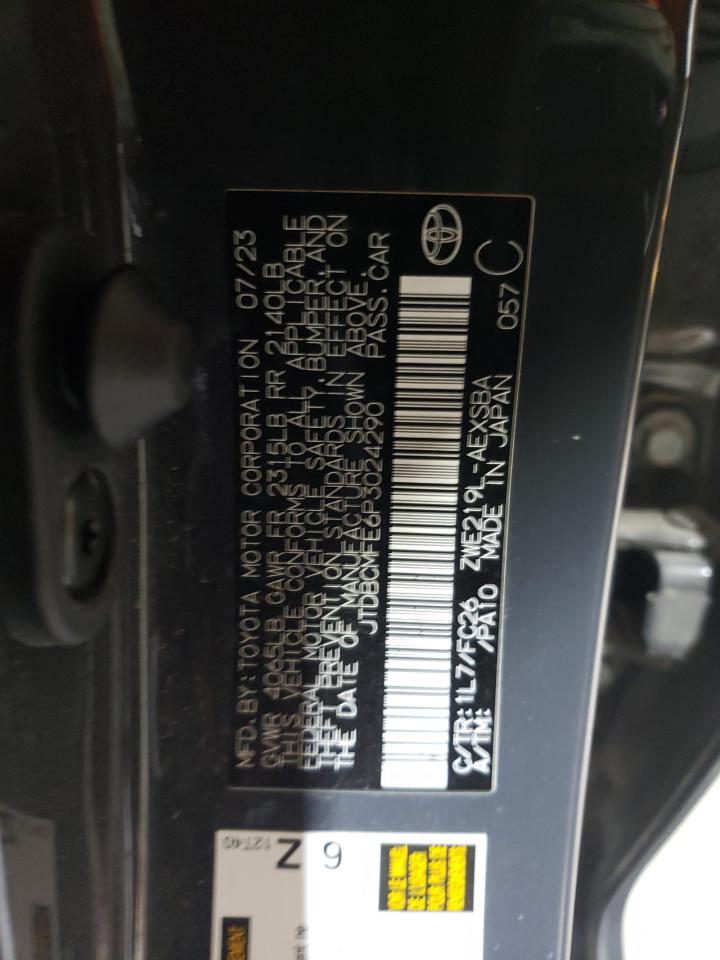 MFD. BY: TOYOTA MOTOR CORPORATION 07/23
GVWR 4065LB GAWR FR 2315LB RR 2140LB
THIS VEHICLE CONFORMS TO ALL APPLICABLE
FEDERAL MOTOR VEHICLE SAFETY, BUMPER, AND
THEFT PREVENTION STANDARDS IN EFFECT ON
THE DATE OF MANUFACTURE SHOWN ABOVE.
JTDBCMFE6P3024290 PASS. CAR
C/TR: 1L7/FC26 ZWE219L-AEXSBA 057
A/TM: /PA10 MADE IN JAPAN C
Z 6